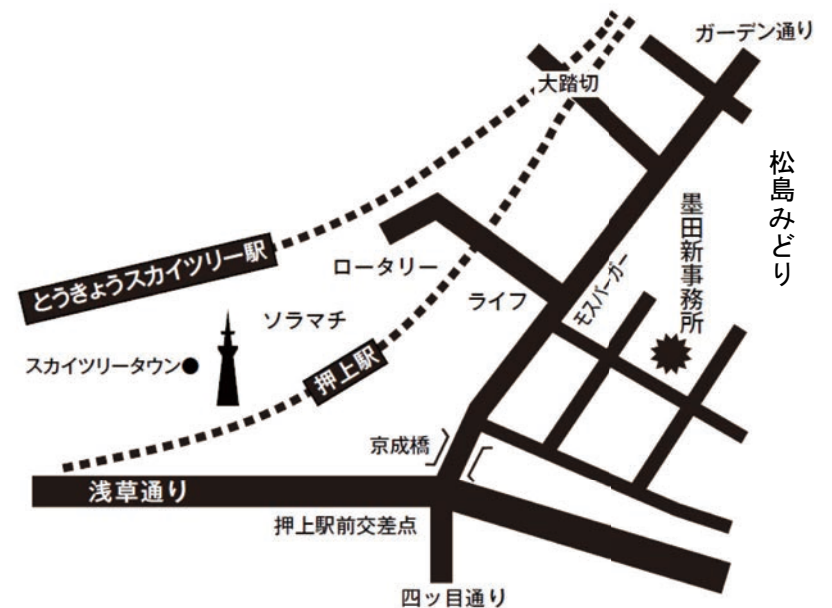 ガーデン通り
大踏切
松島みどり
墨田新事務所
とうきょうスカイツリー駅
ロータリー
ライフ
モスバーガー
ソラマチ
スカイツリータウン
押上駅
京成橋
浅草通り
押上駅前交差点
四ッ目通り